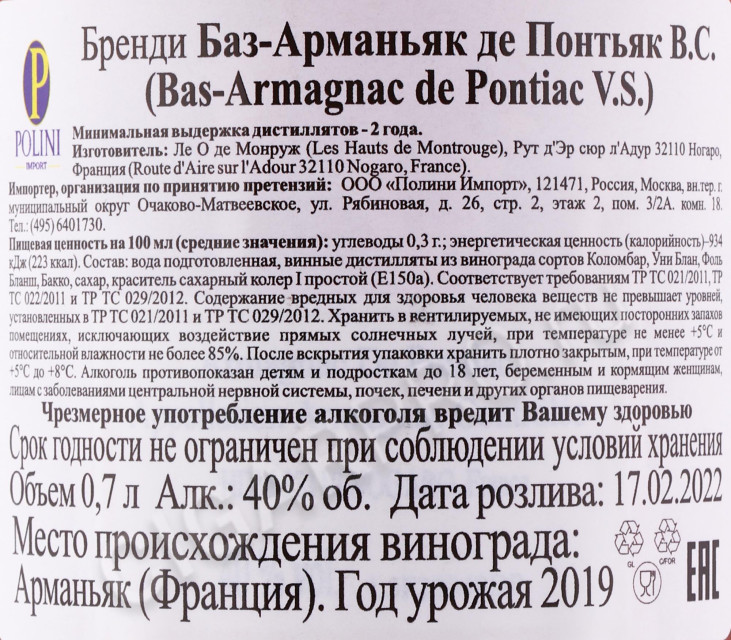 Бренди Баз-Арманьяк де Понтьяк В.С.
(Bas-Armagnac de Pontiac V.S.)
P
POLINI
IMPORT
Минимальная выдержка дистиллятов - 2 года.
Изготовитель: Ле О де Монруж (Les Hauts de Montrouge), Рут д'Эр сюр л'Адур 32110 Ногаро,
Франция (Route d'Aire sur l'Adour 32110 Nogaro, France).
Импортер, организация по принятию претензий: ООО «Полини Импорт», 121471, Россия, Москва, вн.тер. г.
муниципальный округ Очаково-Матвеевское, ул. Рябиновая, д. 26, стр. 2, этаж 2, пом. 3/2А. комн. 18.
Тел.: (495) 6401730.
Пищевая ценность на 100 мл (средние значения): углеводы 0,3 г.; энергетическая ценность (калорийность)-934
кДж (223 ккал). Состав: вода подготовленная, винные дистилляты из винограда сортов Коломбар, Уни Блан, Фоль
Бланш, Бакко, сахар, краситель сахарный колер I простой (Е150а). Соответствует требованиям ТР ТС 021/2011, ТР
ТС 022/2011 и ТР ТС 029/2012. Содержание вредных для здоровья человека веществ не превышает уровней,
установленных в ТР ТС 021/2011 и ТР ТС 029/2012. Хранить в вентилируемых, не имеющих посторонних запахов
помещениях, исключающих воздействие прямых солнечных лучей, при температуре не менее +5°С и
относительной влажности не более 85%. После вскрытия упаковки хранить плотно закрытым, при температуре от
+5°С до +8°С. Алкоголь противопоказан детям и подросткам до 18 лет, беременным и кормящим женщинам,
лицам с заболеваниями центральной нервной системы, почек, печени и других органов пищеварения.
Чрезмерное употребление алкоголя вредит Вашему здоровью
Срок годности не ограничен при соблюдении условий хранения
Объем 0,7 л Алк.: 40% об. Дата розлива: 17.02.2022
Место происхождения винограда:
Арманьяк (Франция). Год урожая 2019
GL
C/FOR
EAC